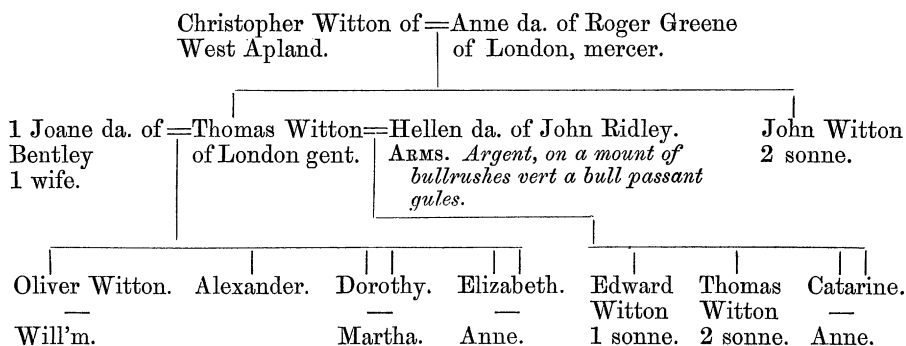 Christopher Witton of=Anne da. of Roger Greene
West Apland. of London, mercer.
1 Joane da. of=Thomas Witton=Hellen da. of John Ridley. John Witton
Bentley of London gent. ARMS. Argent, on a mount of 2 sonne.
1 wife. bullrushes vert a bull passant
gules.
Oliver Witton. Alexander. Dorothy. Elizabeth. Edward Thomas Catarine.
— — — Witton Witton —
Will'm. Martha. Anne. 1 sonne. 2 sonne. Anne.